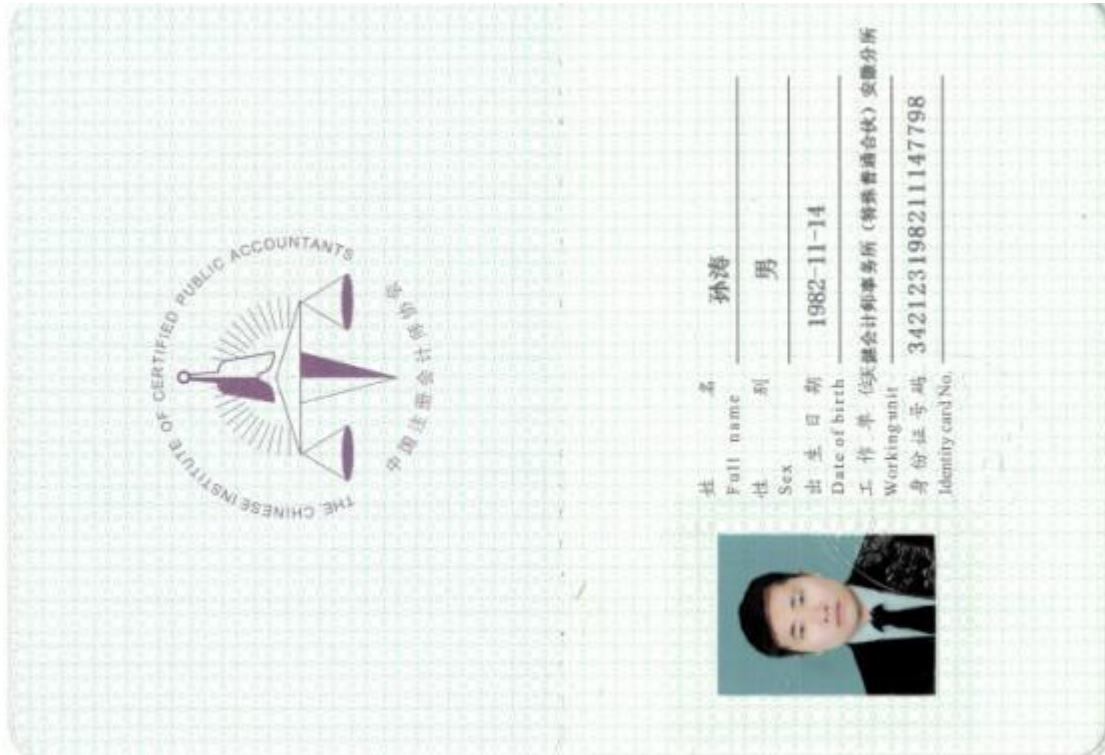 THE CHINESE INSTITUTE OF CERTIFIED PUBLIC ACCOUNTANTS
中国注册会计师协会
姓 名 孙涛
Full name
性 别 男
Sex
出生日期 1982-11-14
Date of birth
工作单位 天健会计师事务所（特殊普通合伙）安徽分所
Working unit
身份证号码 342123198211147798
Identity card No.